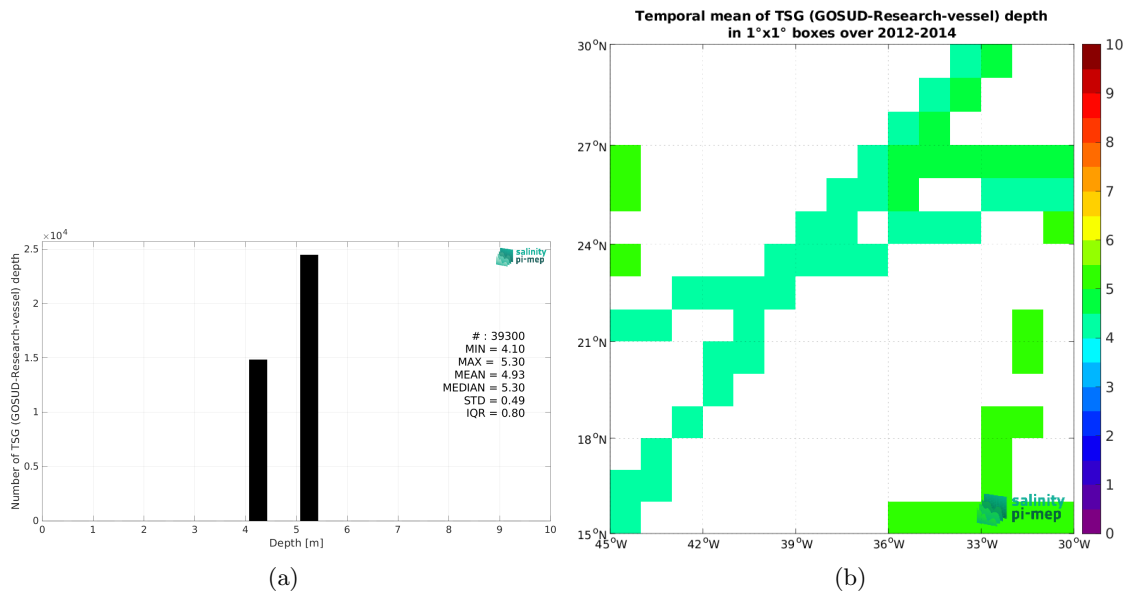 Temporal mean of TSG (GOSUD-Research-vessel) depth
in 1°x1° boxes over 2012-2014
×10⁴
2.5
2
1.5
1
0.5
0
Number of TSG (GOSUD-Research-vessel) depth
salinity
pi-mep
# : 39300
MIN = 4.10
MAX = 5.30
MEAN = 4.93
MEDIAN = 5.30
STD = 0.49
IQR = 0.80
0 1 2 3 4 5 6 7 8 9 10
Depth [m]
(a)
30°N
27°N
24°N
21°N
18°N
15°N
45°W 42°W 39°W 36°W 33°W 30°W
salinity
pi-mep
10
9
8
7
6
5
4
3
2
1
0
(b)